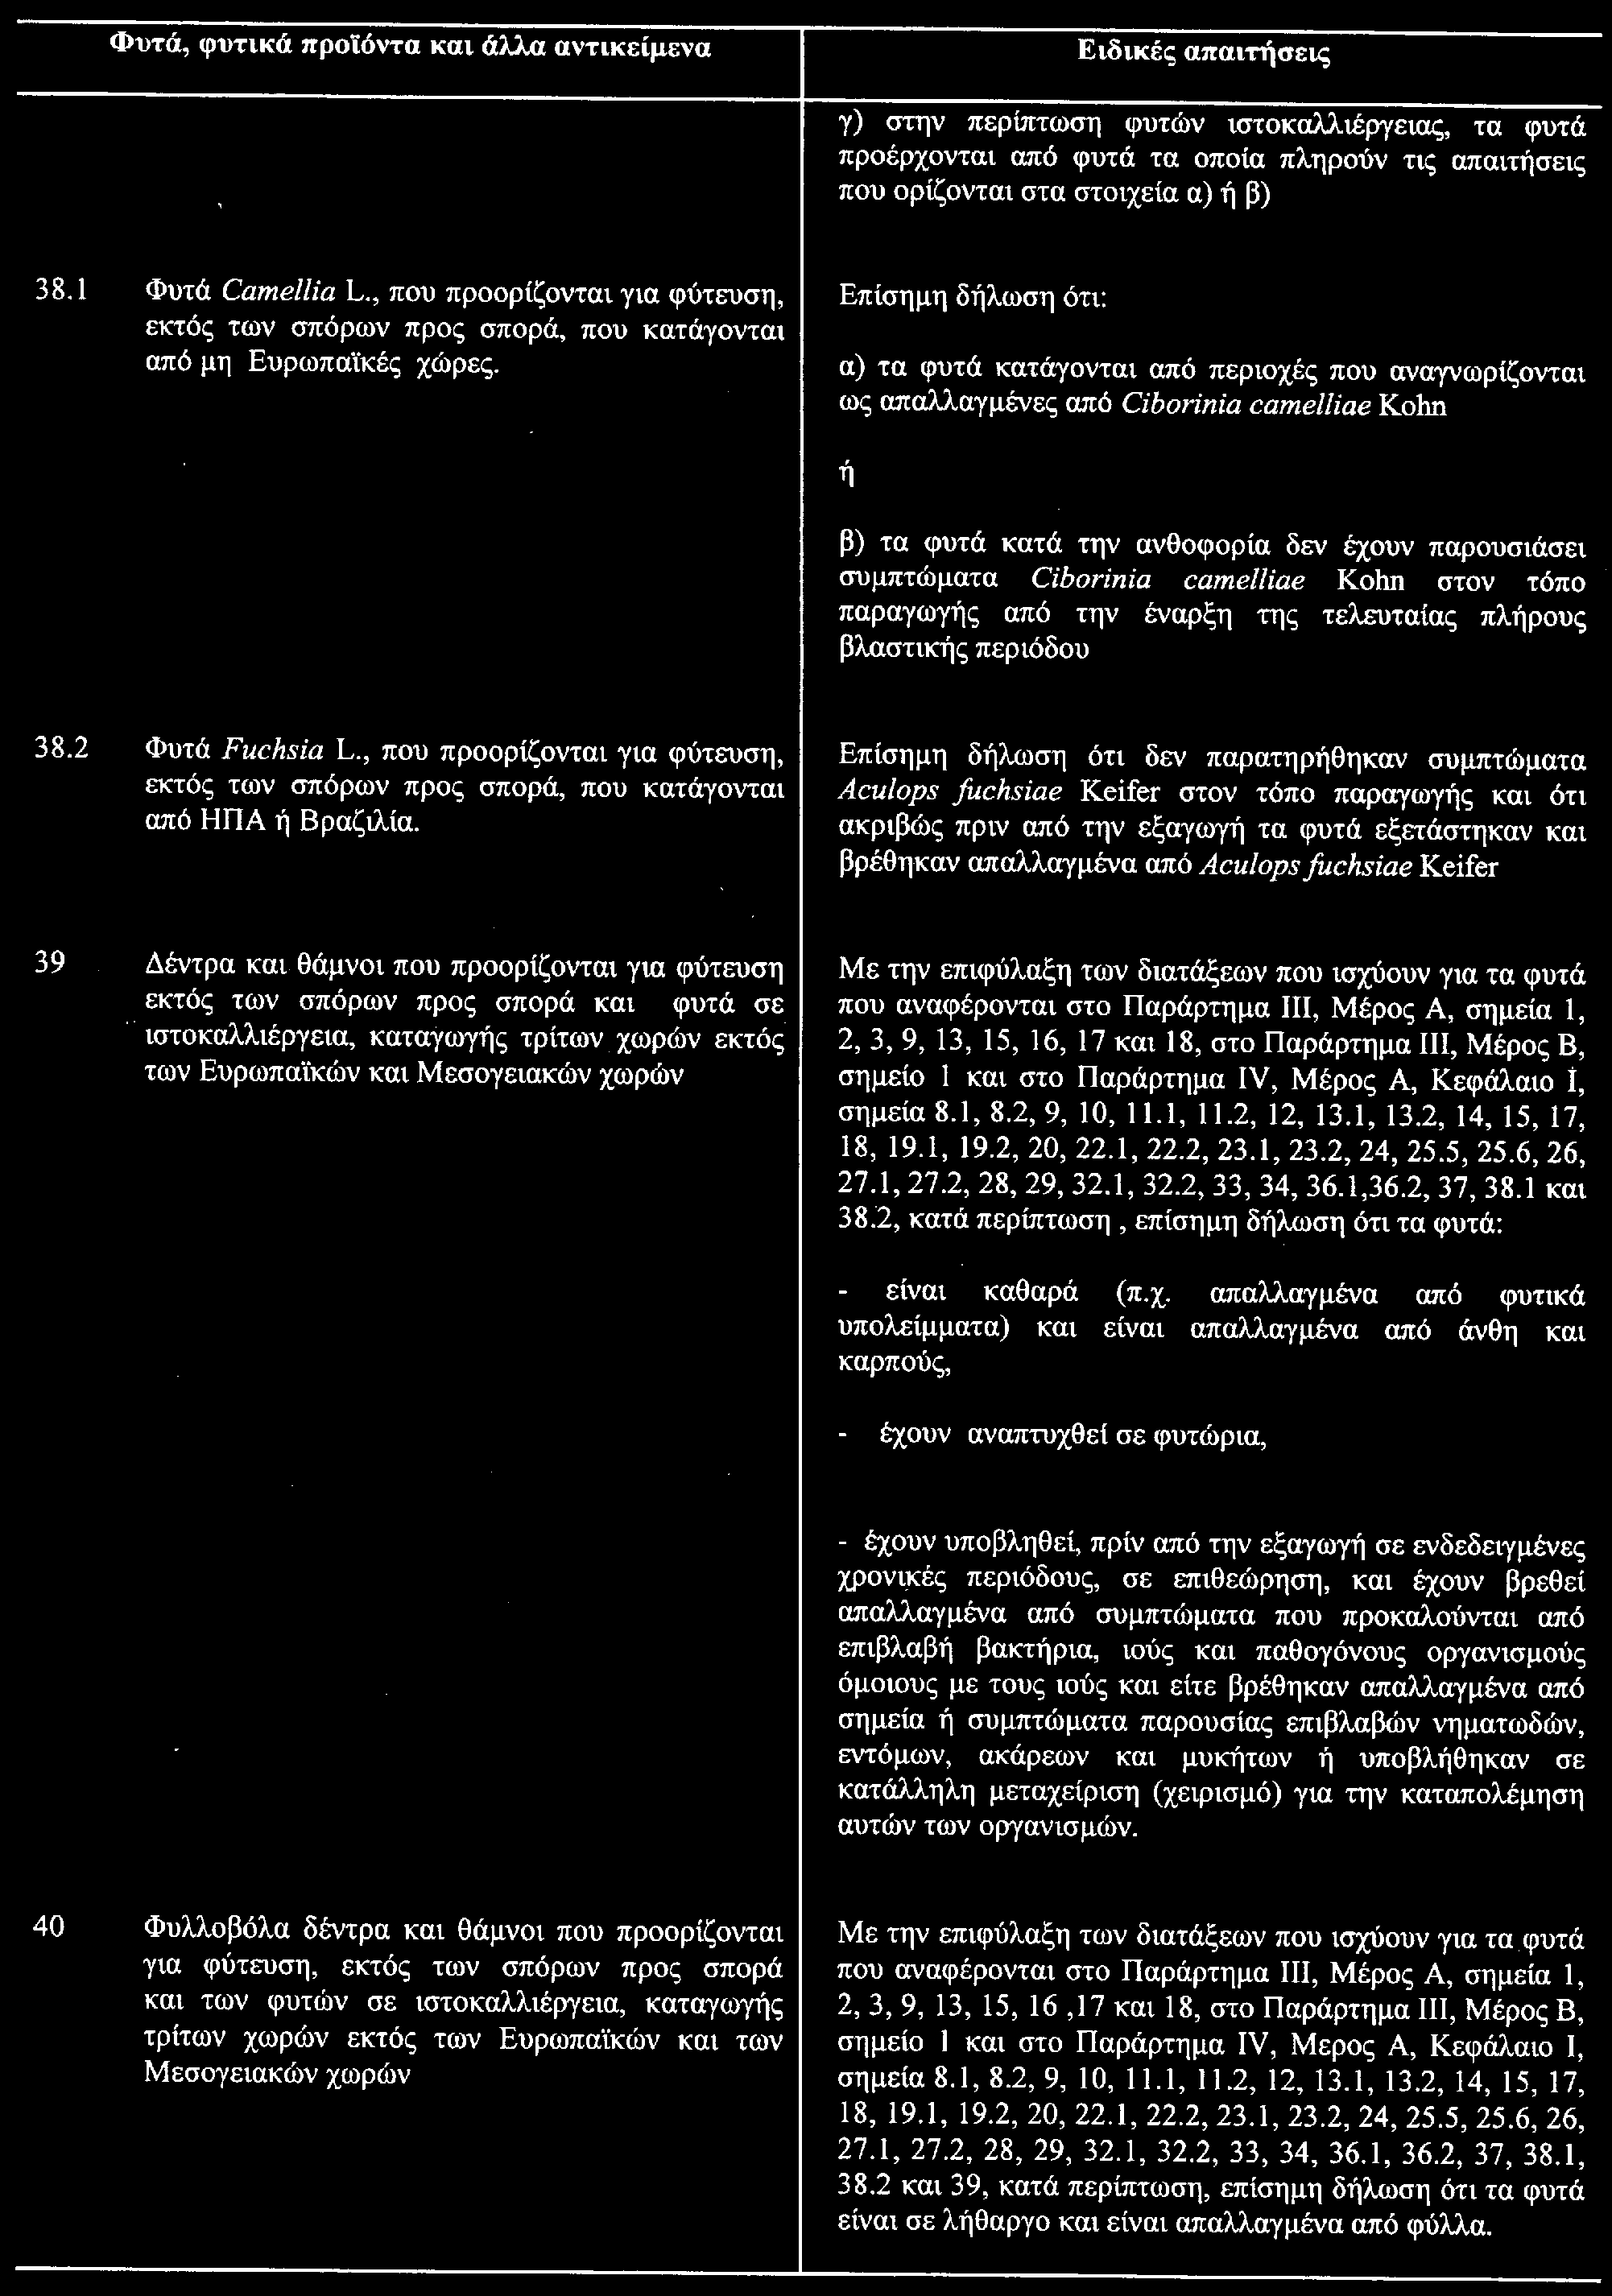 Φυτά, φυτικά προϊόντα και άλλα αντικείμενα
Ειδικές απαιτήσεις
γ) στην περίπτωση φυτών ιστοκαλλιέργειας, τα φυτά
προέρχονται από φυτά τα οποία πληρούν τις απαιτήσεις
που ορίζονται στα στοιχεία α) ή β)
38.1 Φυτά Camellia L., που προορίζονται για φύτευση,
εκτός των σπόρων προς σπορά, που κατάγονται
από μη Ευρωπαϊκές χώρες.
Επίσημη δήλωση ότι:
α) τα φυτά κατάγονται από περιοχές που αναγνωρίζονται
ως απαλλαγμένες από Ciborinia camelliae Kohn
ή
β) τα φυτά κατά την ανθοφορία δεν έχουν παρουσιάσει
συμπτώματα Ciborinia camelliae Kohn στον τόπο
παραγωγής από την έναρξη της τελευταίας πλήρους
βλαστικής περιόδου
38.2 Φυτά Fuchsia L., που προορίζονται για φύτευση,
εκτός των σπόρων προς σπορά, που κατάγονται
από ΗΠΑ ή Βραζιλία.
Επίσημη δήλωση ότι δεν παρατηρήθηκαν συμπτώματα
Aculops fuchsiae Keifer στον τόπο παραγωγής και ότι
ακριβώς πριν από την εξαγωγή τα φυτά εξετάστηκαν και
βρέθηκαν απαλλαγμένα από Aculops fuchsiae Keifer
39 Δέντρα και θάμνοι που προορίζονται για φύτευση
εκτός των σπόρων προς σπορά και φυτά σε
ιστοκαλλιέργεια, καταγωγής τρίτων χωρών εκτός
των Ευρωπαϊκών και Μεσογειακών χωρών
Με την επιφύλαξη των διατάξεων που ισχύουν για τα φυτά
που αναφέρονται στο Παράρτημα III, Μέρος Α, σημεία 1,
2, 3, 9, 13, 15, 16, 17 και 18, στο Παράρτημα III, Μέρος Β,
σημείο 1 και στο Παράρτημα IV, Μέρος Α, Κεφάλαιο Ι,
σημεία 8.1, 8.2, 9, 10, 11.1, 11.2, 12, 13.1, 13.2, 14, 15, 17,
18, 19.1, 19.2, 20, 22.1, 22.2, 23.1, 23.2, 24, 25.5, 25.6, 26,
27.1, 27.2, 28, 29, 32.1, 32.2, 33, 34, 36.1,36.2, 37, 38.1 και
38.2, κατά περίπτωση , επίσημη δήλωση ότι τα φυτά:
- είναι καθαρά (π.χ. απαλλαγμένα από φυτικά
υπολείμματα) και είναι απαλλαγμένα από άνθη και
καρπούς,
- έχουν αναπτυχθεί σε φυτώρια,
- έχουν υποβληθεί, πρίν από την εξαγωγή σε ενδεδειγμένες
χρονικές περιόδους, σε επιθεώρηση, και έχουν βρεθεί
απαλλαγμένα από συμπτώματα που προκαλούνται από
επιβλαβή βακτήρια, ιούς και παθογόνους οργανισμούς
όμοιους με τους ιούς και είτε βρέθηκαν απαλλαγμένα από
σημεία ή συμπτώματα παρουσίας επιβλαβών νηματωδών,
εντόμων, ακάρεων και μυκήτων ή υποβλήθηκαν σε
κατάλληλη μεταχείριση (χειρισμό) για την καταπολέμηση
αυτών των οργανισμών.
40 Φυλλοβόλα δέντρα και θάμνοι που προορίζονται
για φύτευση, εκτός των σπόρων προς σπορά
και των φυτών σε ιστοκαλλιέργεια, καταγωγής
τρίτων χωρών εκτός των Ευρωπαϊκών και των
Μεσογειακών χωρών
Με την επιφύλαξη των διατάξεων που ισχύουν για τα φυτά
που αναφέρονται στο Παράρτημα III, Μέρος Α, σημεία 1,
2, 3, 9, 13, 15, 16 ,17 και 18, στο Παράρτημα III, Μέρος Β,
σημείο 1 και στο Παράρτημα IV, Μερος Α, Κεφάλαιο Ι,
σημεία 8.1, 8.2, 9, 10, 11.1, 11.2, 12, 13.1, 13.2, 14, 15, 17,
18, 19.1, 19.2, 20, 22.1, 22.2, 23.1, 23.2, 24, 25.5, 25.6, 26,
27.1, 27.2, 28, 29, 32.1, 32.2, 33, 34, 36.1, 36.2, 37, 38.1,
38.2 και 39, κατά περίπτωση, επίσημη δήλωση ότι τα φυτά
είναι σε λήθαργο και είναι απαλλαγμένα από φύλλα.